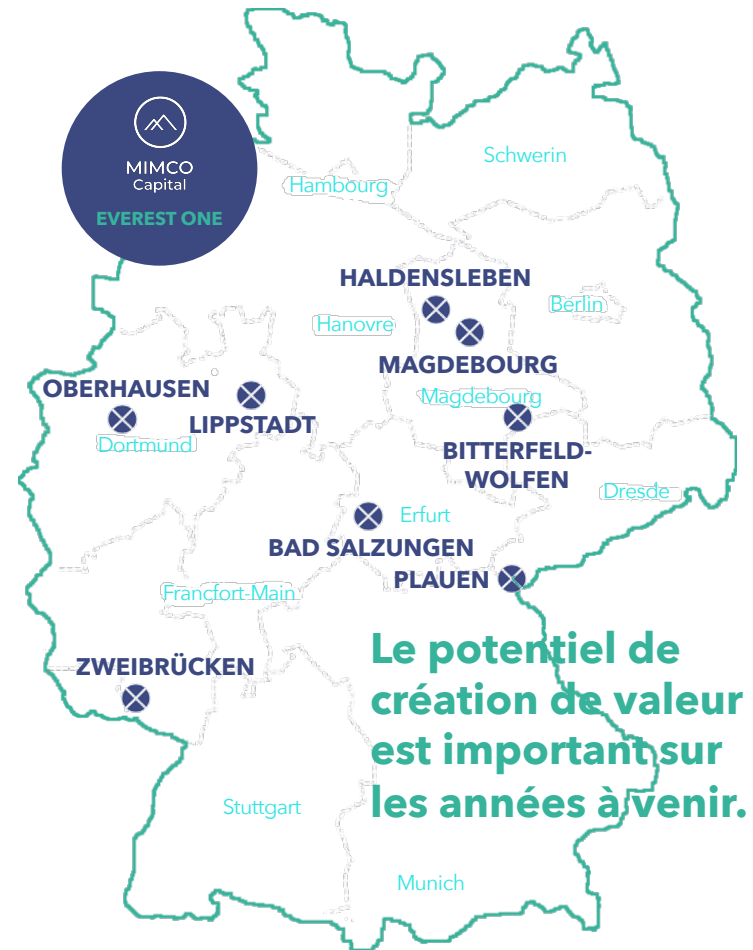 MIMCO
Capital
EVEREST ONE
Schwerin
Hambourg
HALDENSLEBEN
Berlin
Hanovre
MAGDEBOURG
OBERHAUSEN
Magdebourg
LIPPSTADT
Dortmund
BITTERFELD-
WOLFEN
Dresde
Erfurt
BAD SALZUNGEN
PLAUEN
Francfort-Main
Le potentiel de
création de valeur
est important sur
les années à venir.
ZWEIBRÜCKEN
Stuttgart
Munich